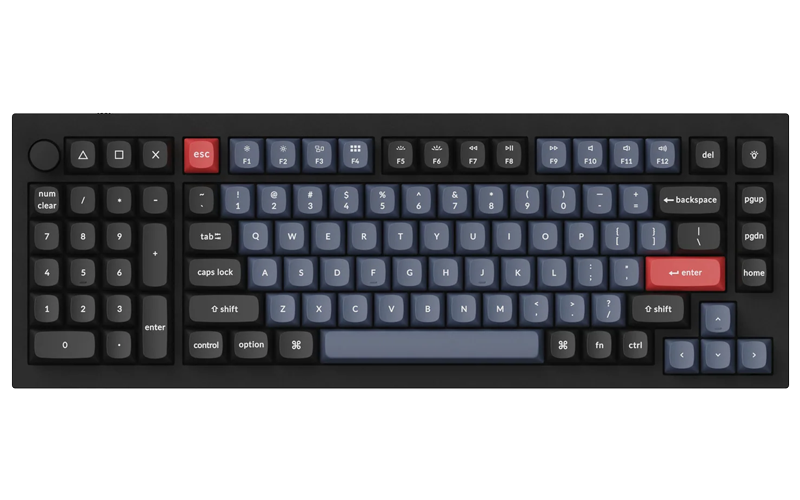 esc
F1 F2 F3 F4 F5 F6 F7 F8 F9 F10 F11 F12 del
num
clear
/ * -
~ ! @ # $ % ^ & * ( ) — +
` 1 2 3 4 5 6 7 8 9 0 - =
backspace pgup
7 8 9 +
tab Q W E R T Y U I O P { } |
[ ] \
pgdn
4 5 6
caps lock A S D F G H J K L : "
; '
enter home
1 2 3 enter
shift Z X C V B N M < > ?
, . /
shift
0 .
control option ⌘ ⌘ fn ctrl